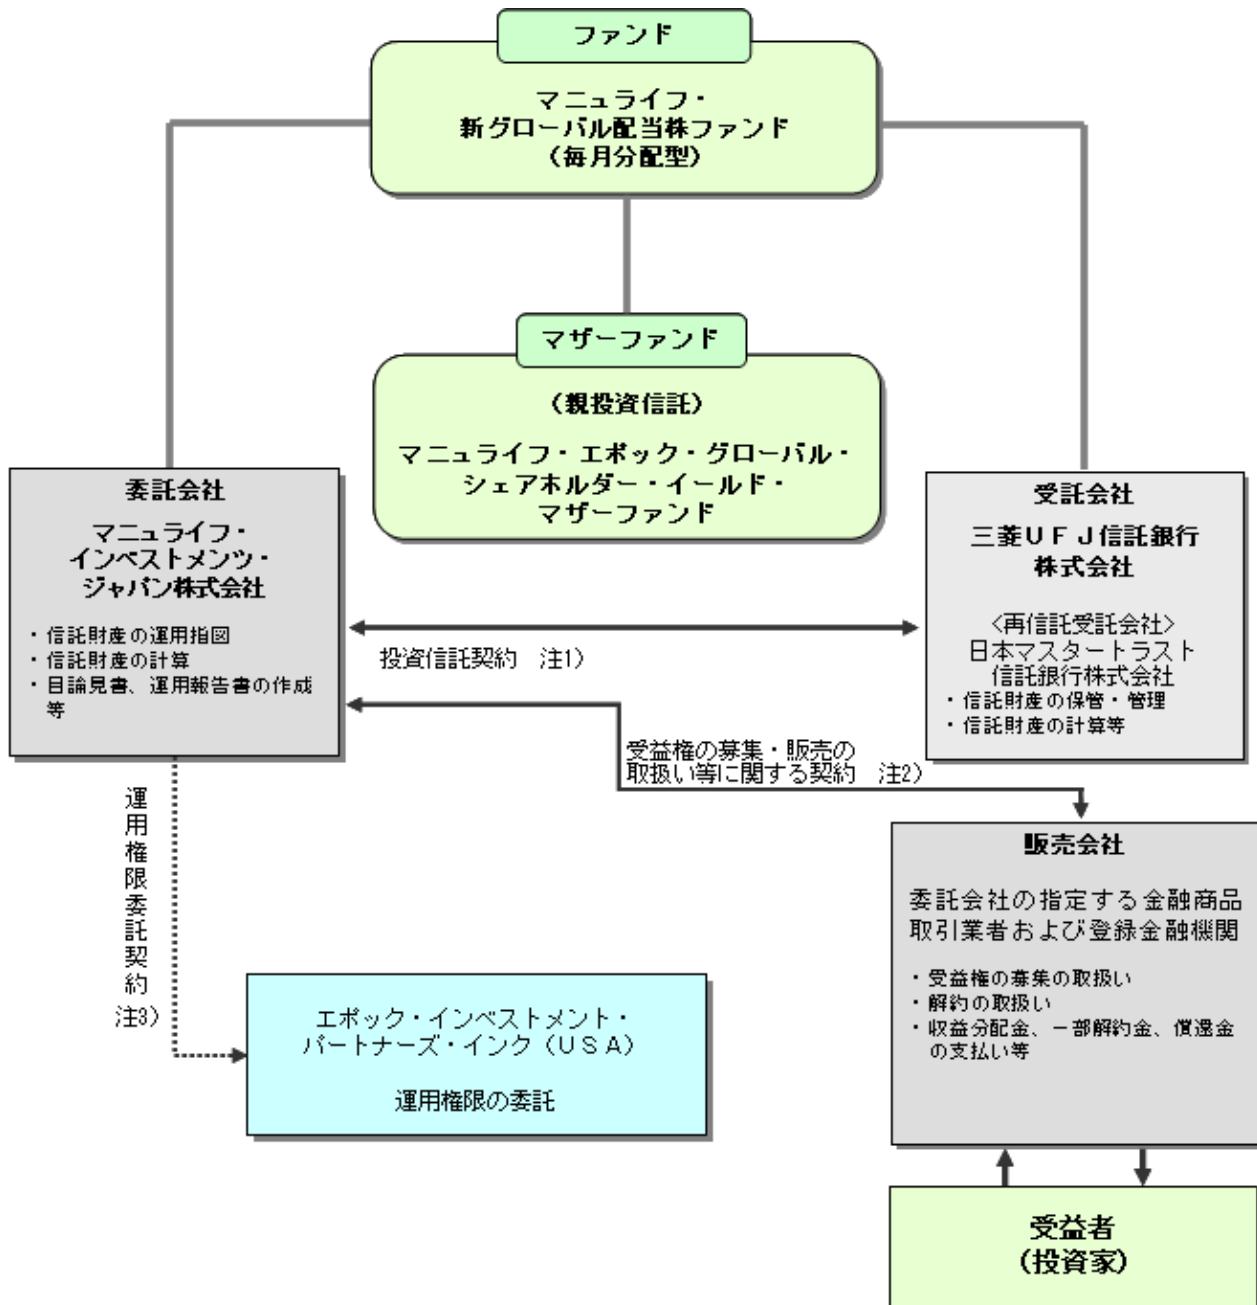 ファンド
マニュライフ・
新グローバル配当株ファンド
（毎月分配型）
マザーファンド
（親投資信託）
マニュライフ・エポック・グローバル・
シェアホルダー・イールド・
マザーファンド
委託会社
マニュライフ・
インベストメンツ・
ジャパン株式会社
・信託財産の運用指図
・信託財産の計算
・目論見書、運用報告書の作成
等
受託会社
三菱ＵＦＪ信託銀行
株式会社
＜再信託受託会社＞
日本マスタートラスト
信託銀行株式会社
・信託財産の保管・管理
・信託財産の計算等
投資信託契約　注1）
受益権の募集・販売の
取扱い等に関する契約　注2）
運用権限委託契約
注3）
販売会社
委託会社の指定する金融商品
取引業者および登録金融機関
・受益権の募集の取扱い
・解約の取扱い
・収益分配金、一部解約金、償還金
の支払い等
エポック・インベストメント・
パートナーズ・インク（ＵＳＡ）
運用権限の委託
受益者
（投資家）